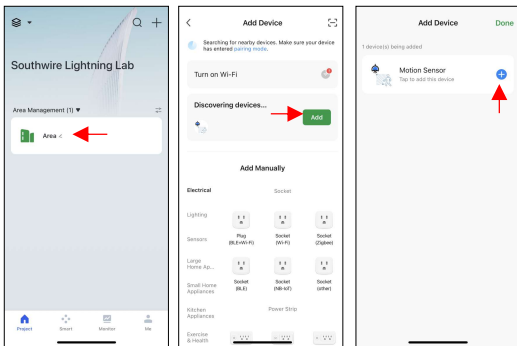 Southwire Lightning Lab
Area Management (1) ▼
Area <
Project
Smart
Monitor
Me
Add Device
Searching for nearby devices. Make sure your device
has entered pairing mode.
Turn on Wi-Fi
Discovering devices...
Add
Add Manually
Electrical
Socket
Lighting
Sensors
Large
Home Ap...
Small Home
Appliances
Kitchen
Appliances
Exercise
& Health
Plug
(BLE+Wi-Fi)
Socket
(Wi-Fi)
Socket
(Zigbee)
Socket
(BLE)
Socket
(NB-IoT)
Socket
(other)
Power Strip
Add Device
Done
1 device(s) being added
Motion Sensor
Tap to add this device